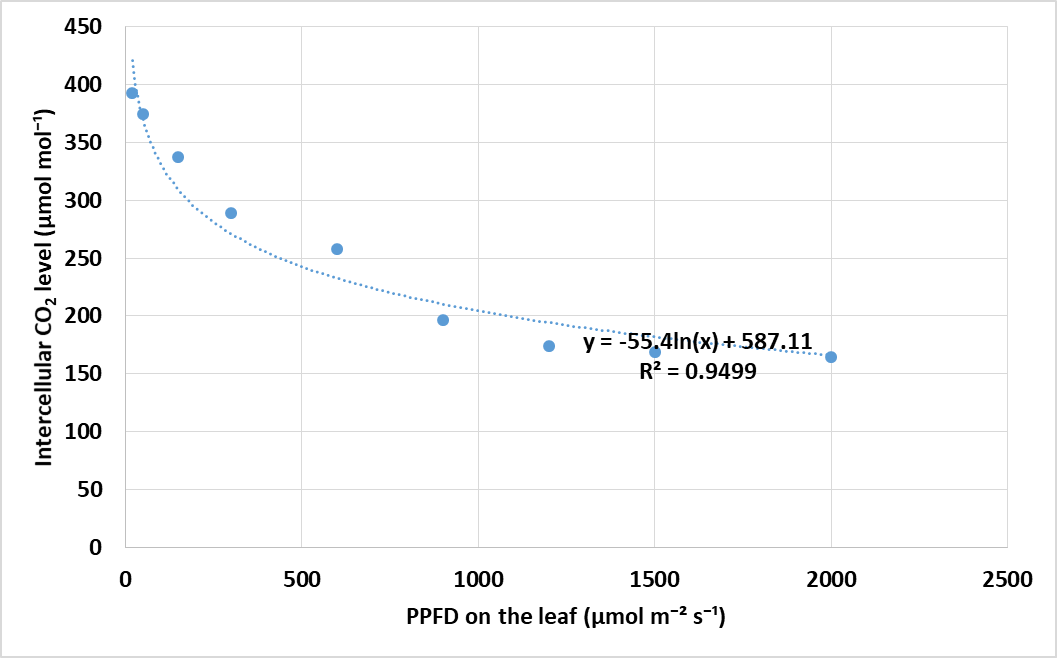 450
400
350
300
250
200
150
100
50
0
Intercellular CO₂ level (µmol mol⁻¹)
y = -55.4ln(x) + 587.11
R² = 0.9499
0 500 1000 1500 2000 2500
PPFD on the leaf (µmol m⁻² s⁻¹)